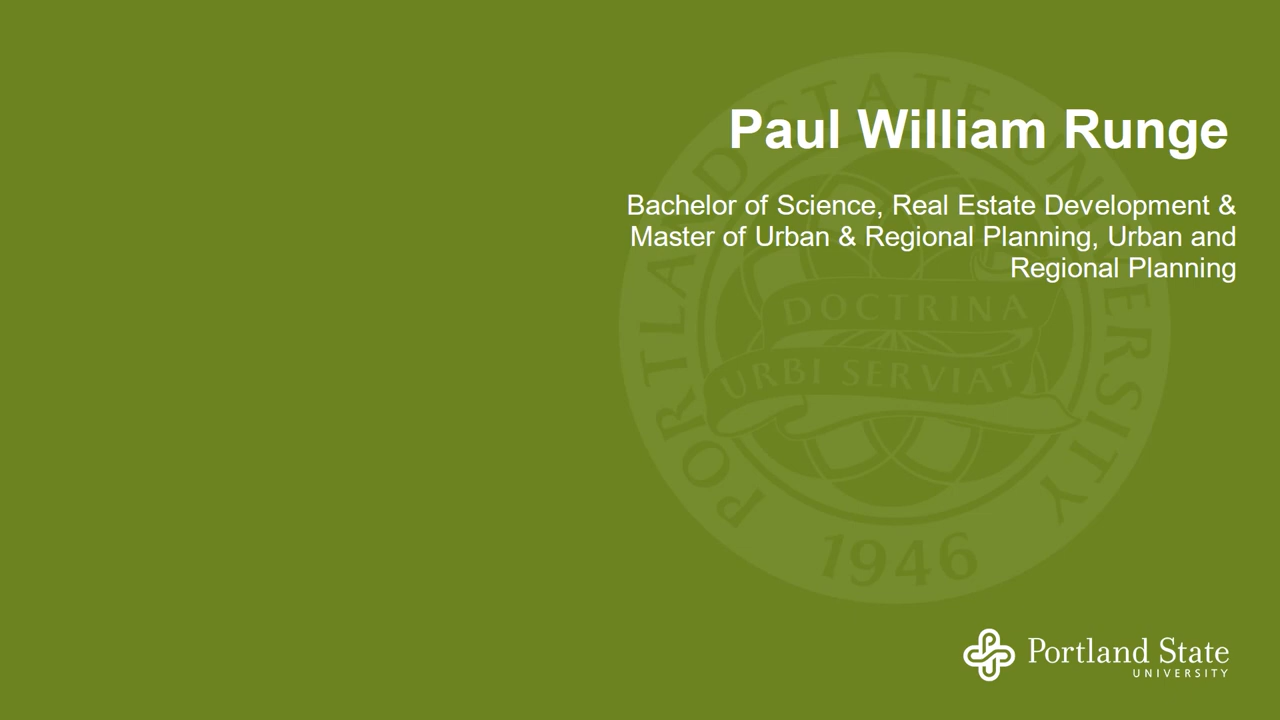 Paul William Runge
Bachelor of Science, Real Estate Development &
Master of Urban & Regional Planning, Urban and
Regional Planning
PORTLAND STATE UNIVERSITY
DOCTRINA
URBI SERVIAT
1946
Portland State
UNIVERSITY